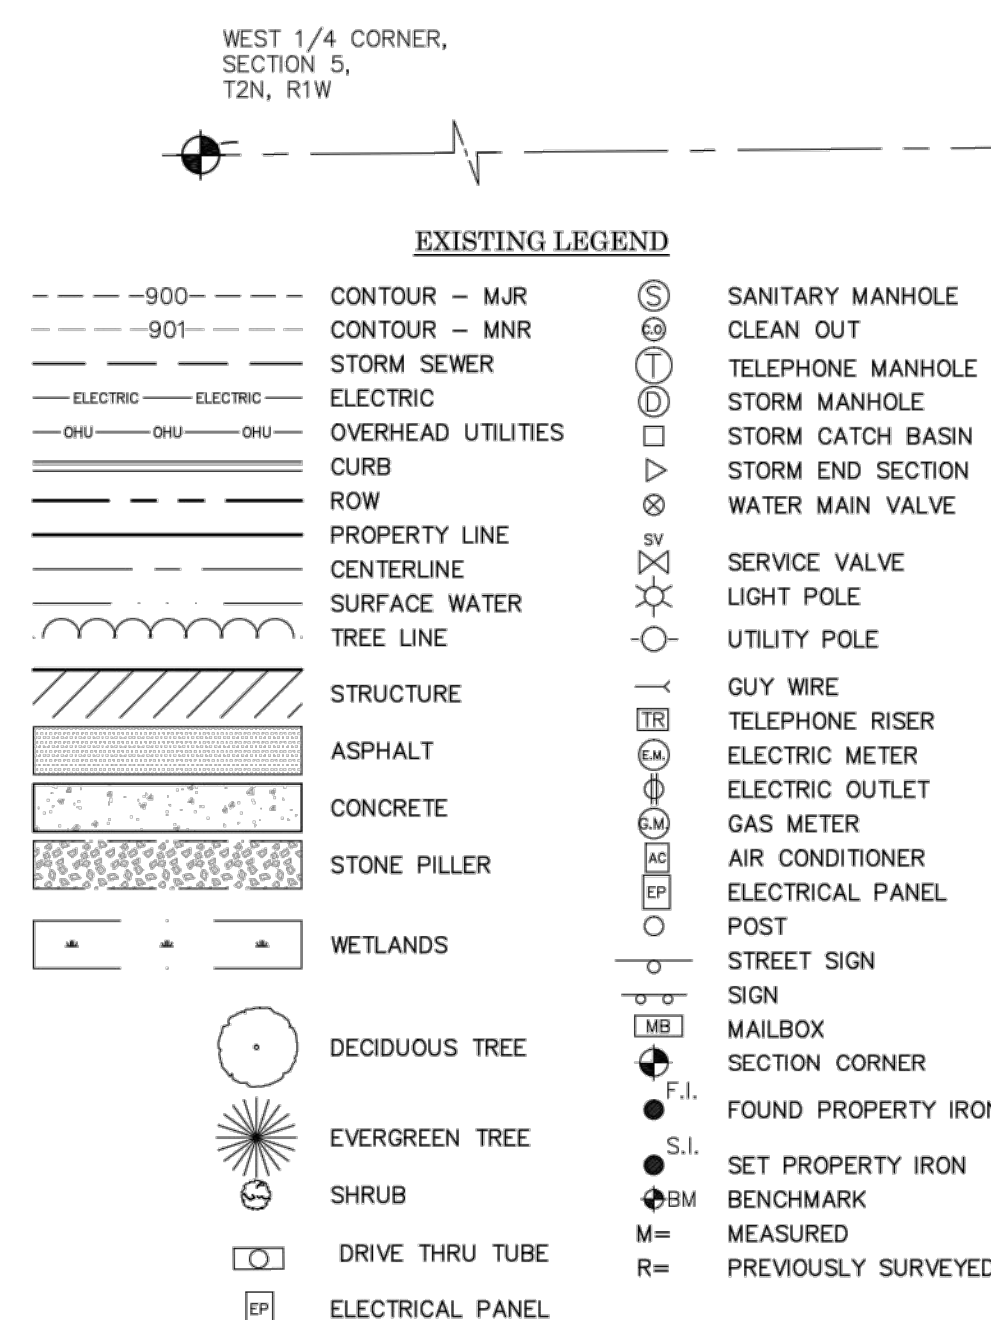 WEST 1/4 CORNER,
SECTION 5,
T2N, R1W
EXISTING LEGEND
900 CONTOUR – MJR
901 CONTOUR – MNR
STORM SEWER
ELECTRIC ELECTRIC ELECTRIC
OHU OHU OHU OVERHEAD UTILITIES
CURB
ROW
PROPERTY LINE
CENTERLINE
SURFACE WATER
TREE LINE
STRUCTURE
ASPHALT
CONCRETE
STONE PILLER
WETLANDS
DECIDUOUS TREE
EVERGREEN TREE
SHRUB
DRIVE THRU TUBE
EP ELECTRICAL PANEL
S SANITARY MANHOLE
C.O. CLEAN OUT
T TELEPHONE MANHOLE
D STORM MANHOLE
STORM CATCH BASIN
STORM END SECTION
WATER MAIN VALVE
SV
SERVICE VALVE
LIGHT POLE
UTILITY POLE
GUY WIRE
TR TELEPHONE RISER
E.M. ELECTRIC METER
ELECTRIC OUTLET
G.M. GAS METER
AC AIR CONDITIONER
EP ELECTRICAL PANEL
POST
STREET SIGN
SIGN
MB MAILBOX
SECTION CORNER
F.I.
FOUND PROPERTY IRON
S.I.
SET PROPERTY IRON
BM BENCHMARK
M= MEASURED
R= PREVIOUSLY SURVEYED